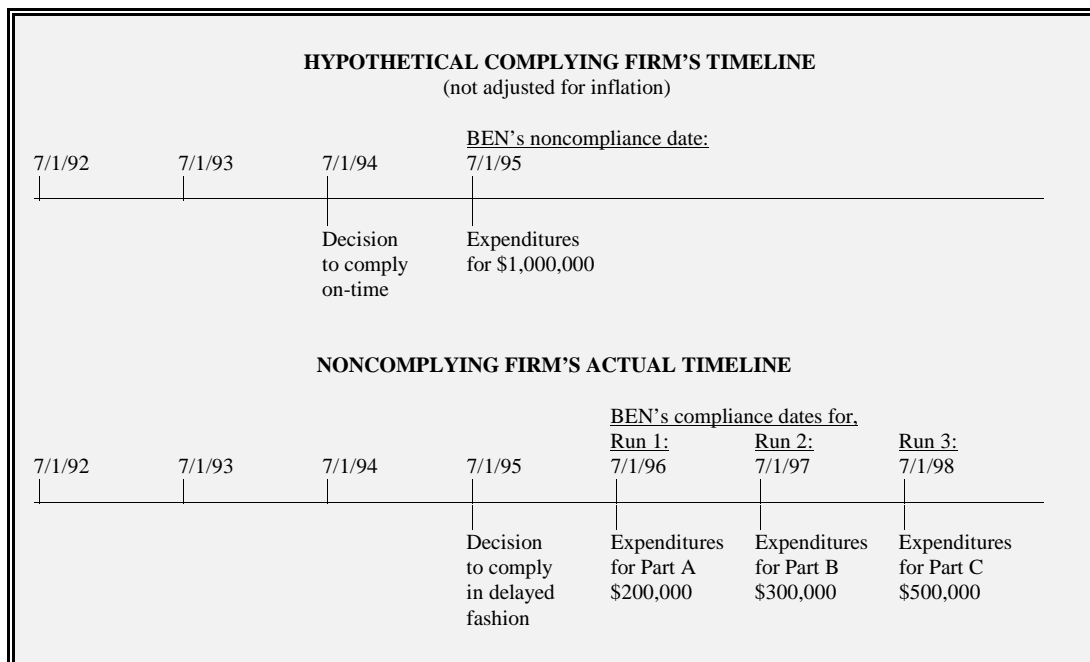 HYPOTHETICAL COMPLYING FIRM'S TIMELINE
(not adjusted for inflation)
BEN's noncompliance date:
7/1/92 7/1/93 7/1/94 7/1/95
Decision Expenditures
to comply for $1,000,000
on-time
NONCOMPLYING FIRM'S ACTUAL TIMELINE
BEN's compliance dates for,
Run 1: Run 2: Run 3:
7/1/92 7/1/93 7/1/94 7/1/95 7/1/96 7/1/97 7/1/98
Decision Expenditures Expenditures Expenditures
to comply for Part A for Part B for Part C
in delayed $200,000 $300,000 $500,000
fashion